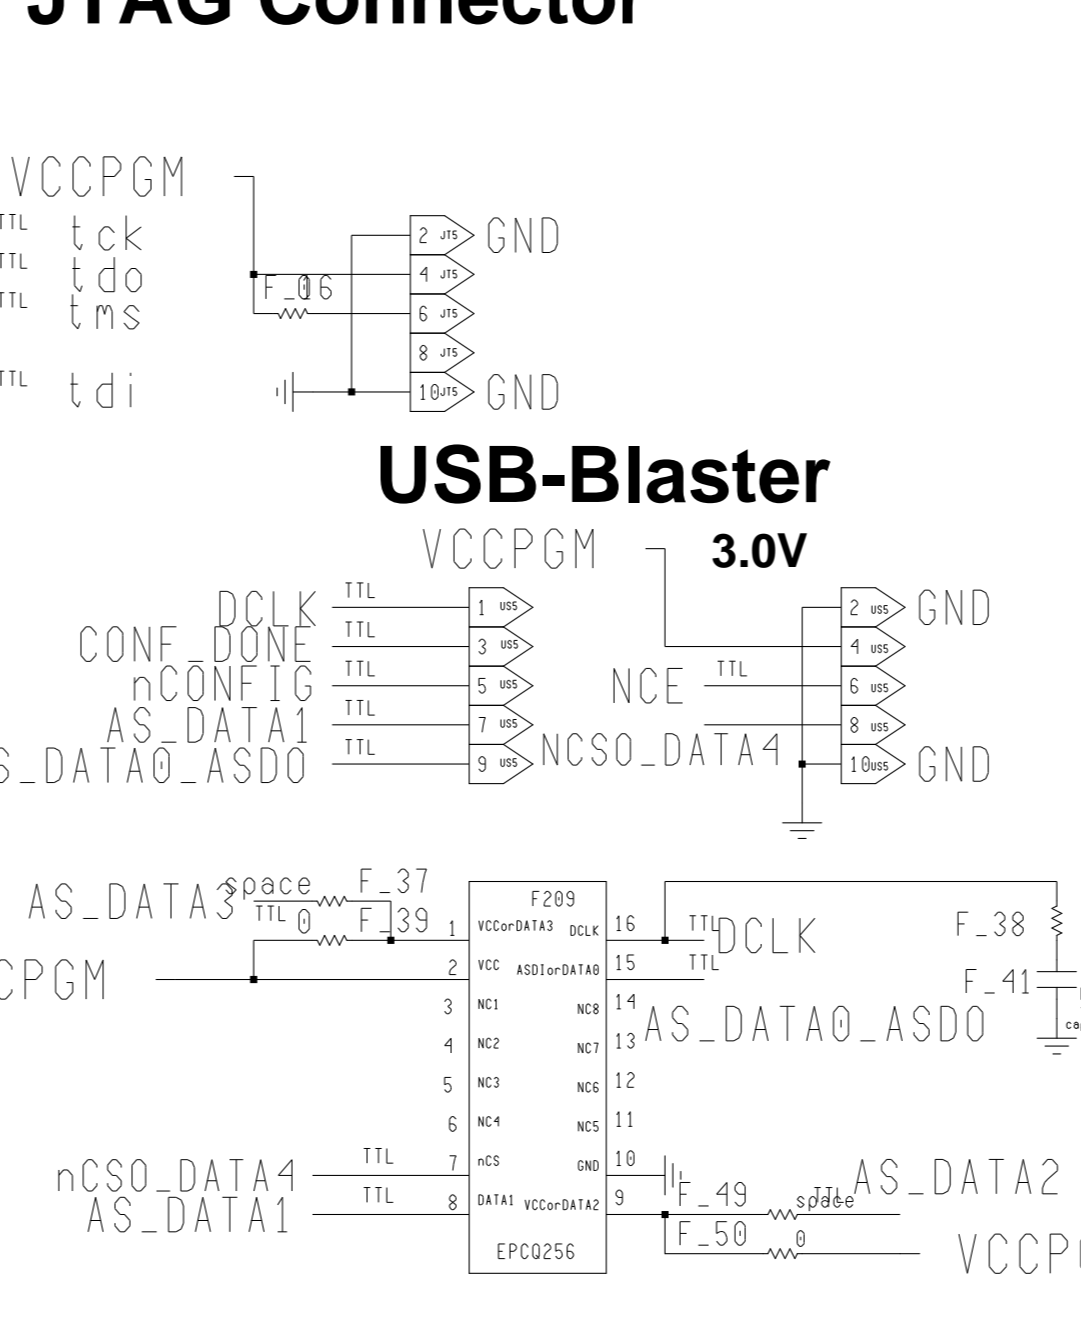 JTAG Connector
VCCPGM
TTL tck
2 JT5 GND
TTL tdo
4 JT5
TTL tms
6 JT5
8 JT5
TTL tdi
10 JT5 GND
USB-Blaster
VCCPGM 3.0V
DCLK TTL 1 US5
2 US5 GND
CONF_DONE TTL 3 US5
4 US5
nCONFIG TTL 5 US5
NCE TTL 6 US5
AS_DATA1 TTL 7 US5
8 US5
S_DATA0_ASDO TTL 9 US5
NCSO_DATA4
10 US5 GND
AS_DATA3 space F_37
TTL 0 F_39
F209
1 VCCorDATA3 DCLK 16 TTL DCLK
F_38
CPGM
2 VCC ASDIorDATA0 15 TTL
F_41
3 NC1 NC8 14
AS_DATA0_ASDO
4 NC2 NC7 13
5 NC3 NC6 12
6 NC4 NC5 11
nCSO_DATA4 TTL 7 nCS GND 10
AS_DATA1 TTL 8 DATA1 VCCorDATA2 9
F_49 space TTL AS_DATA2
F_50 0 VCCP
EPCQ256